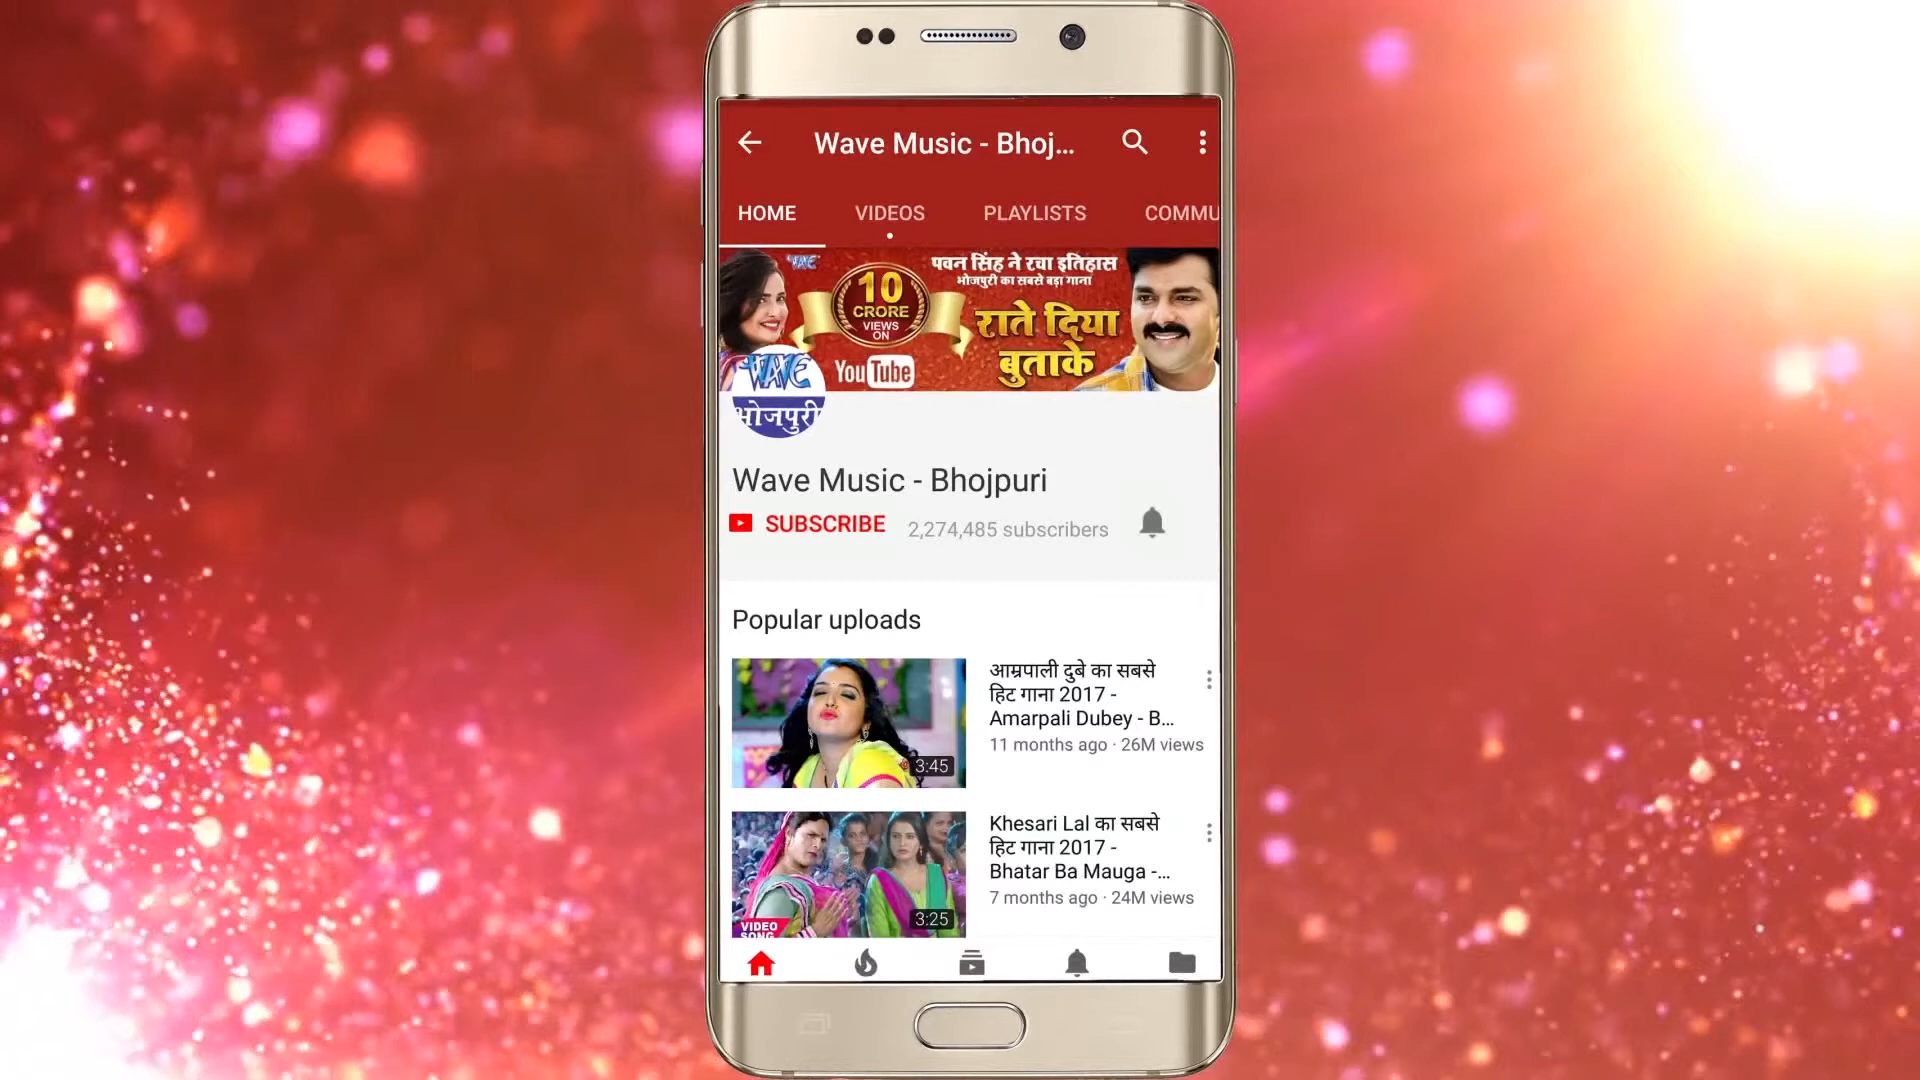 Wave Music - Bhoj...
HOME VIDEOS PLAYLISTS COMMU
WAVE
पवन सिंह ने रचा इतिहास
भोजपुरी का सबसे बड़ा गाना
10
CRORE
VIEWS
ON
YouTube
राते दिया
बुताके
WAVE
भोजपुरी
Wave Music - Bhojpuri
SUBSCRIBE 2,274,485 subscribers
Popular uploads
आम्रपाली दुबे का सबसे
हिट गाना 2017 -
Amarpali Dubey - B...
11 months ago · 26M views
3:45
Khesari Lal का सबसे
हिट गाना 2017 -
Bhatar Ba Mauga -...
7 months ago · 24M views
3:25
VIDEO
SONG